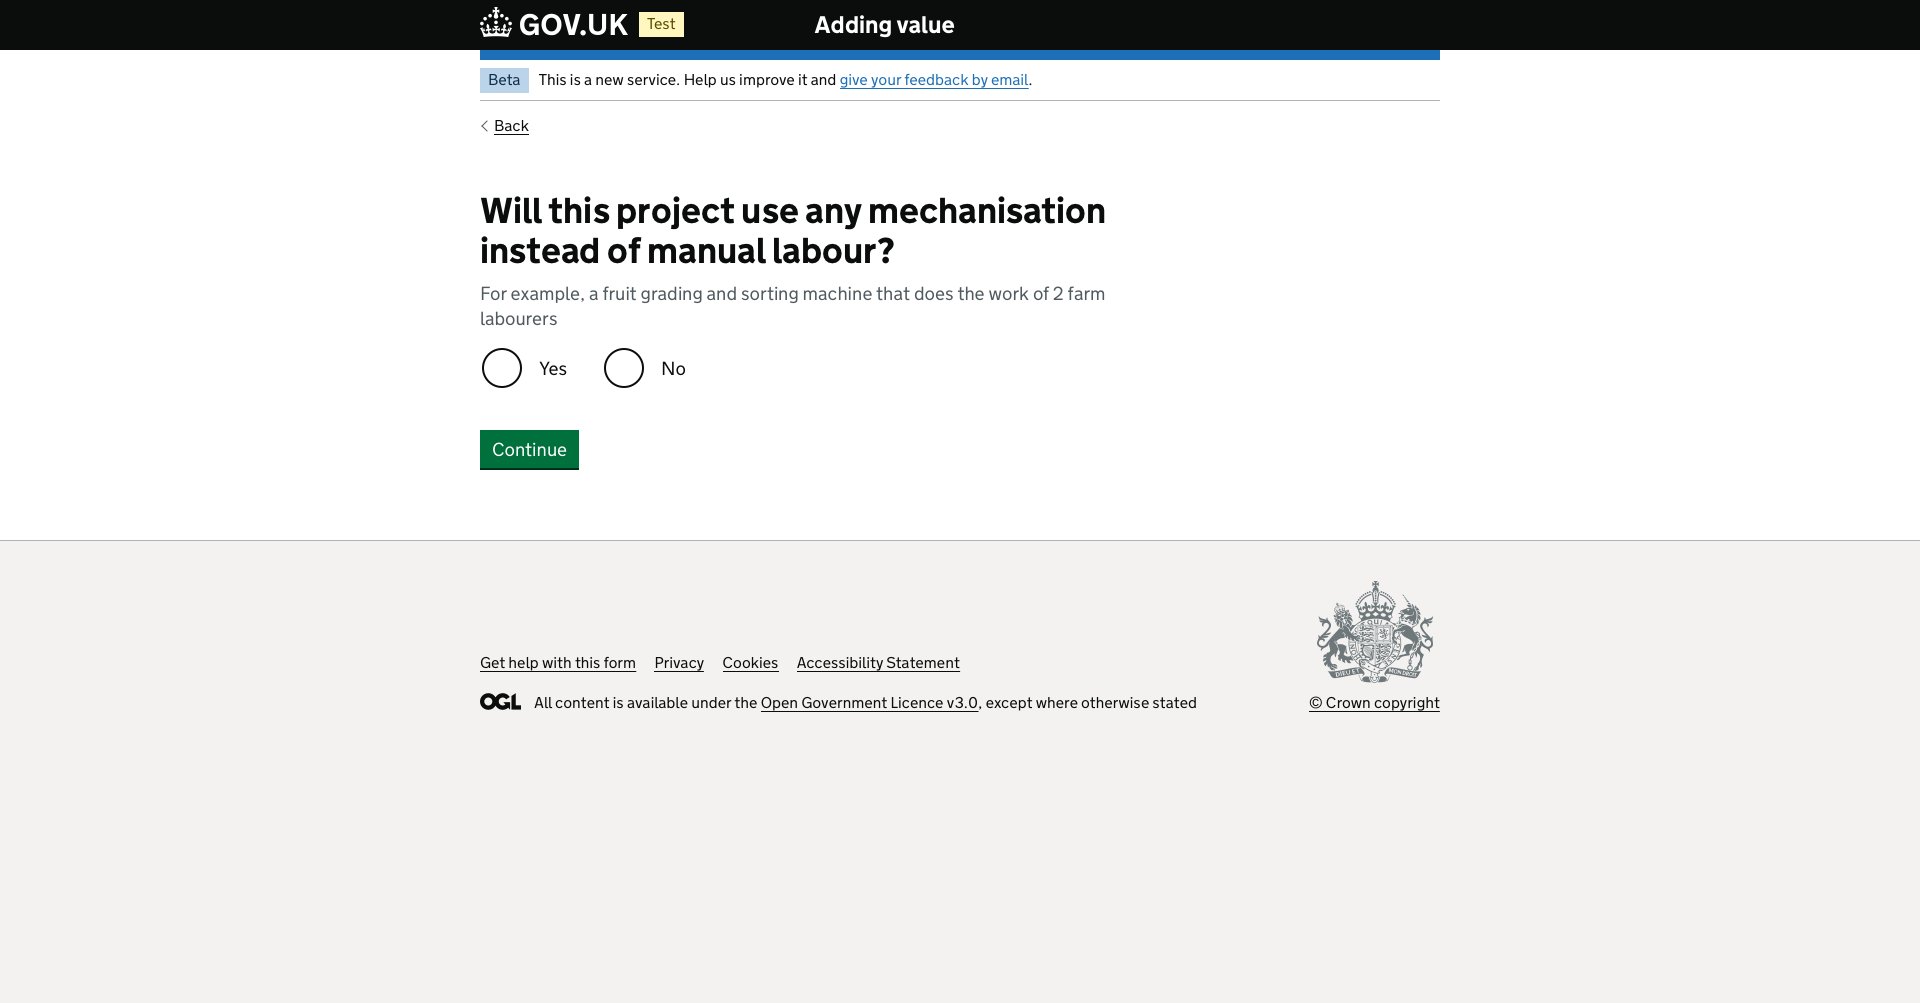 GOV.UK Test Adding value
Beta This is a new service. Help us improve it and give your feedback by email.
Back
Will this project use any mechanisation
instead of manual labour?
For example, a fruit grading and sorting machine that does the work of 2 farm
labourers
Yes No
Continue
Get help with this form Privacy Cookies Accessibility Statement
OGL All content is available under the Open Government Licence v3.0, except where otherwise stated
© Crown copyright